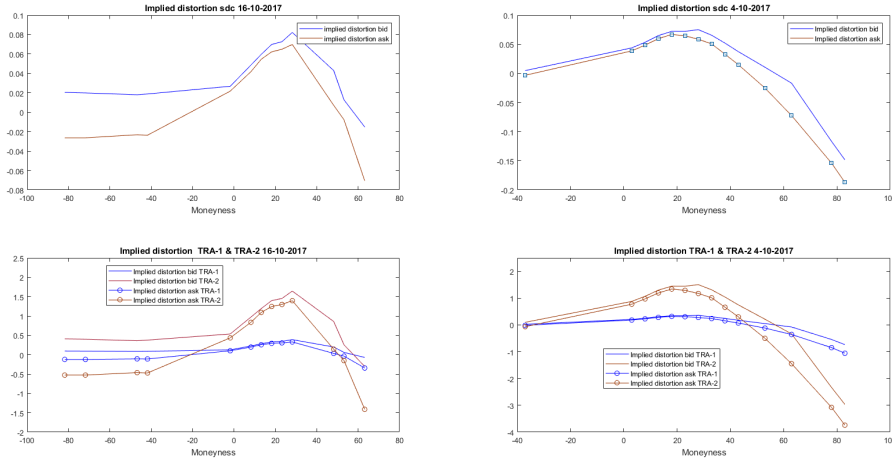 Implied distortion sdc 16-10-2017
0.1
0.08
0.06
0.04
0.02
0
-0.02
-0.04
-0.06
-0.08
implied distortion bid
implied distortion ask
-100 -80 -60 -40 -20 0 20 40 60 80
Moneyness
Implied distortion sdc 4-10-2017
0.1
0.05
0
-0.05
-0.1
-0.15
-0.2
Implied distortion bid
Implied distortion ask
-40 -20 0 20 40 60 80 100
Moneyness
Implied distortion TRA-1 & TRA-2 16-10-2017
2.5
2
1.5
1
0.5
0
-0.5
-1
-1.5
-2
Implied distortion bid TRA-1
Implied distortion bid TRA-2
Implied distortion ask TRA-1
Implied distortion ask TRA-2
-100 -80 -60 -40 -20 0 20 40 60 80
Moneyness
Implied distortion TRA-1 & TRA-2 4-10-2017
2
1
0
-1
-2
-3
-4
Implied distortion bid TRA-1
Implied distortion bid TRA-2
Implied distortion ask TRA-1
Implied distortion ask TRA-2
-40 -20 0 20 40 60 80 100
Moneyness